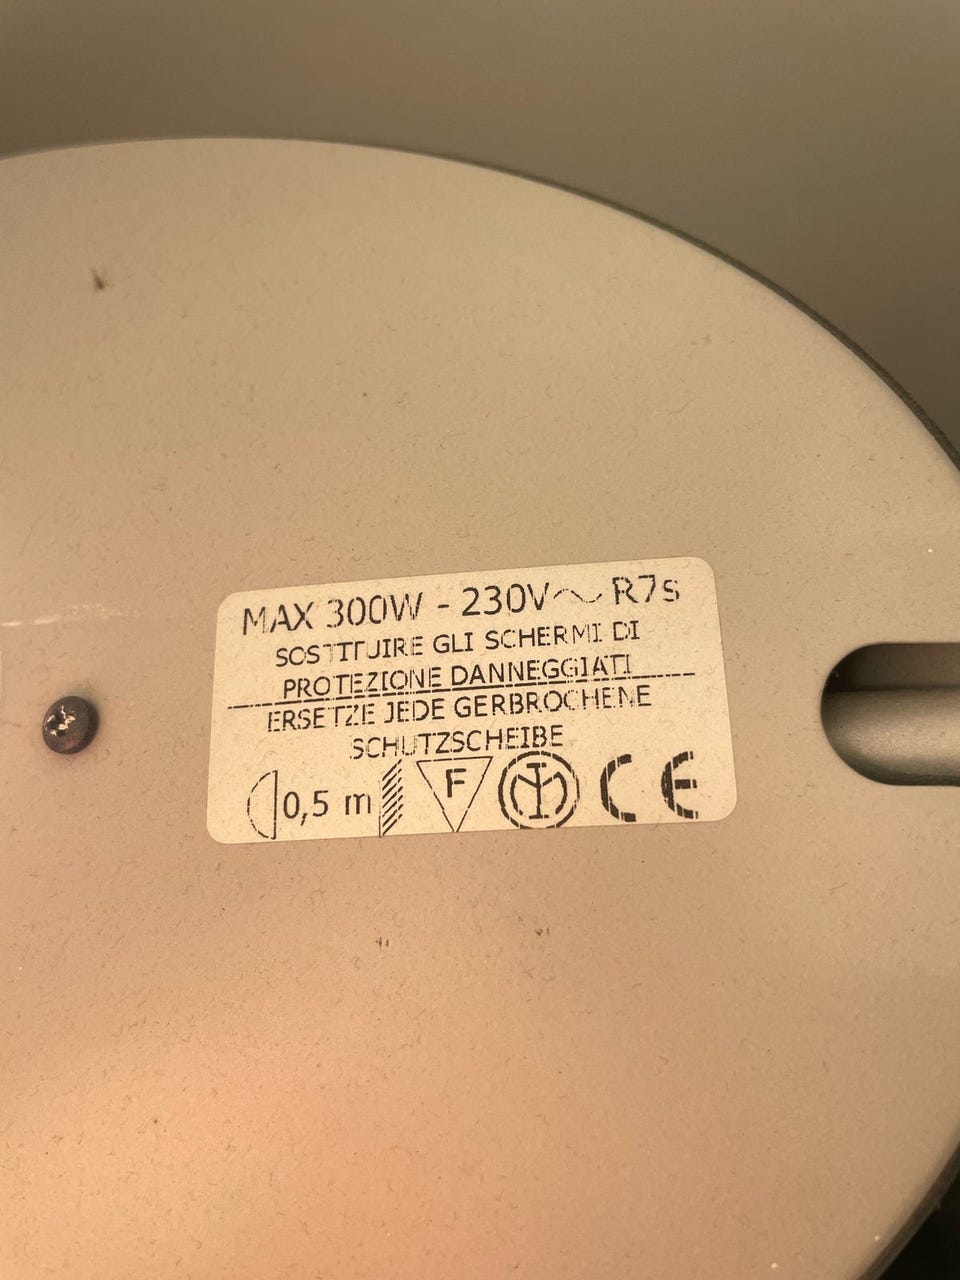 MAX 300W - 230V~ R7s
SOSTITUIRE GLI SCHERMI DI
PROTEZIONE DANNEGGIATI
ERSETZE JEDE GERBROCHENE
SCHUTZSCHEIBE
0,5 m F CE